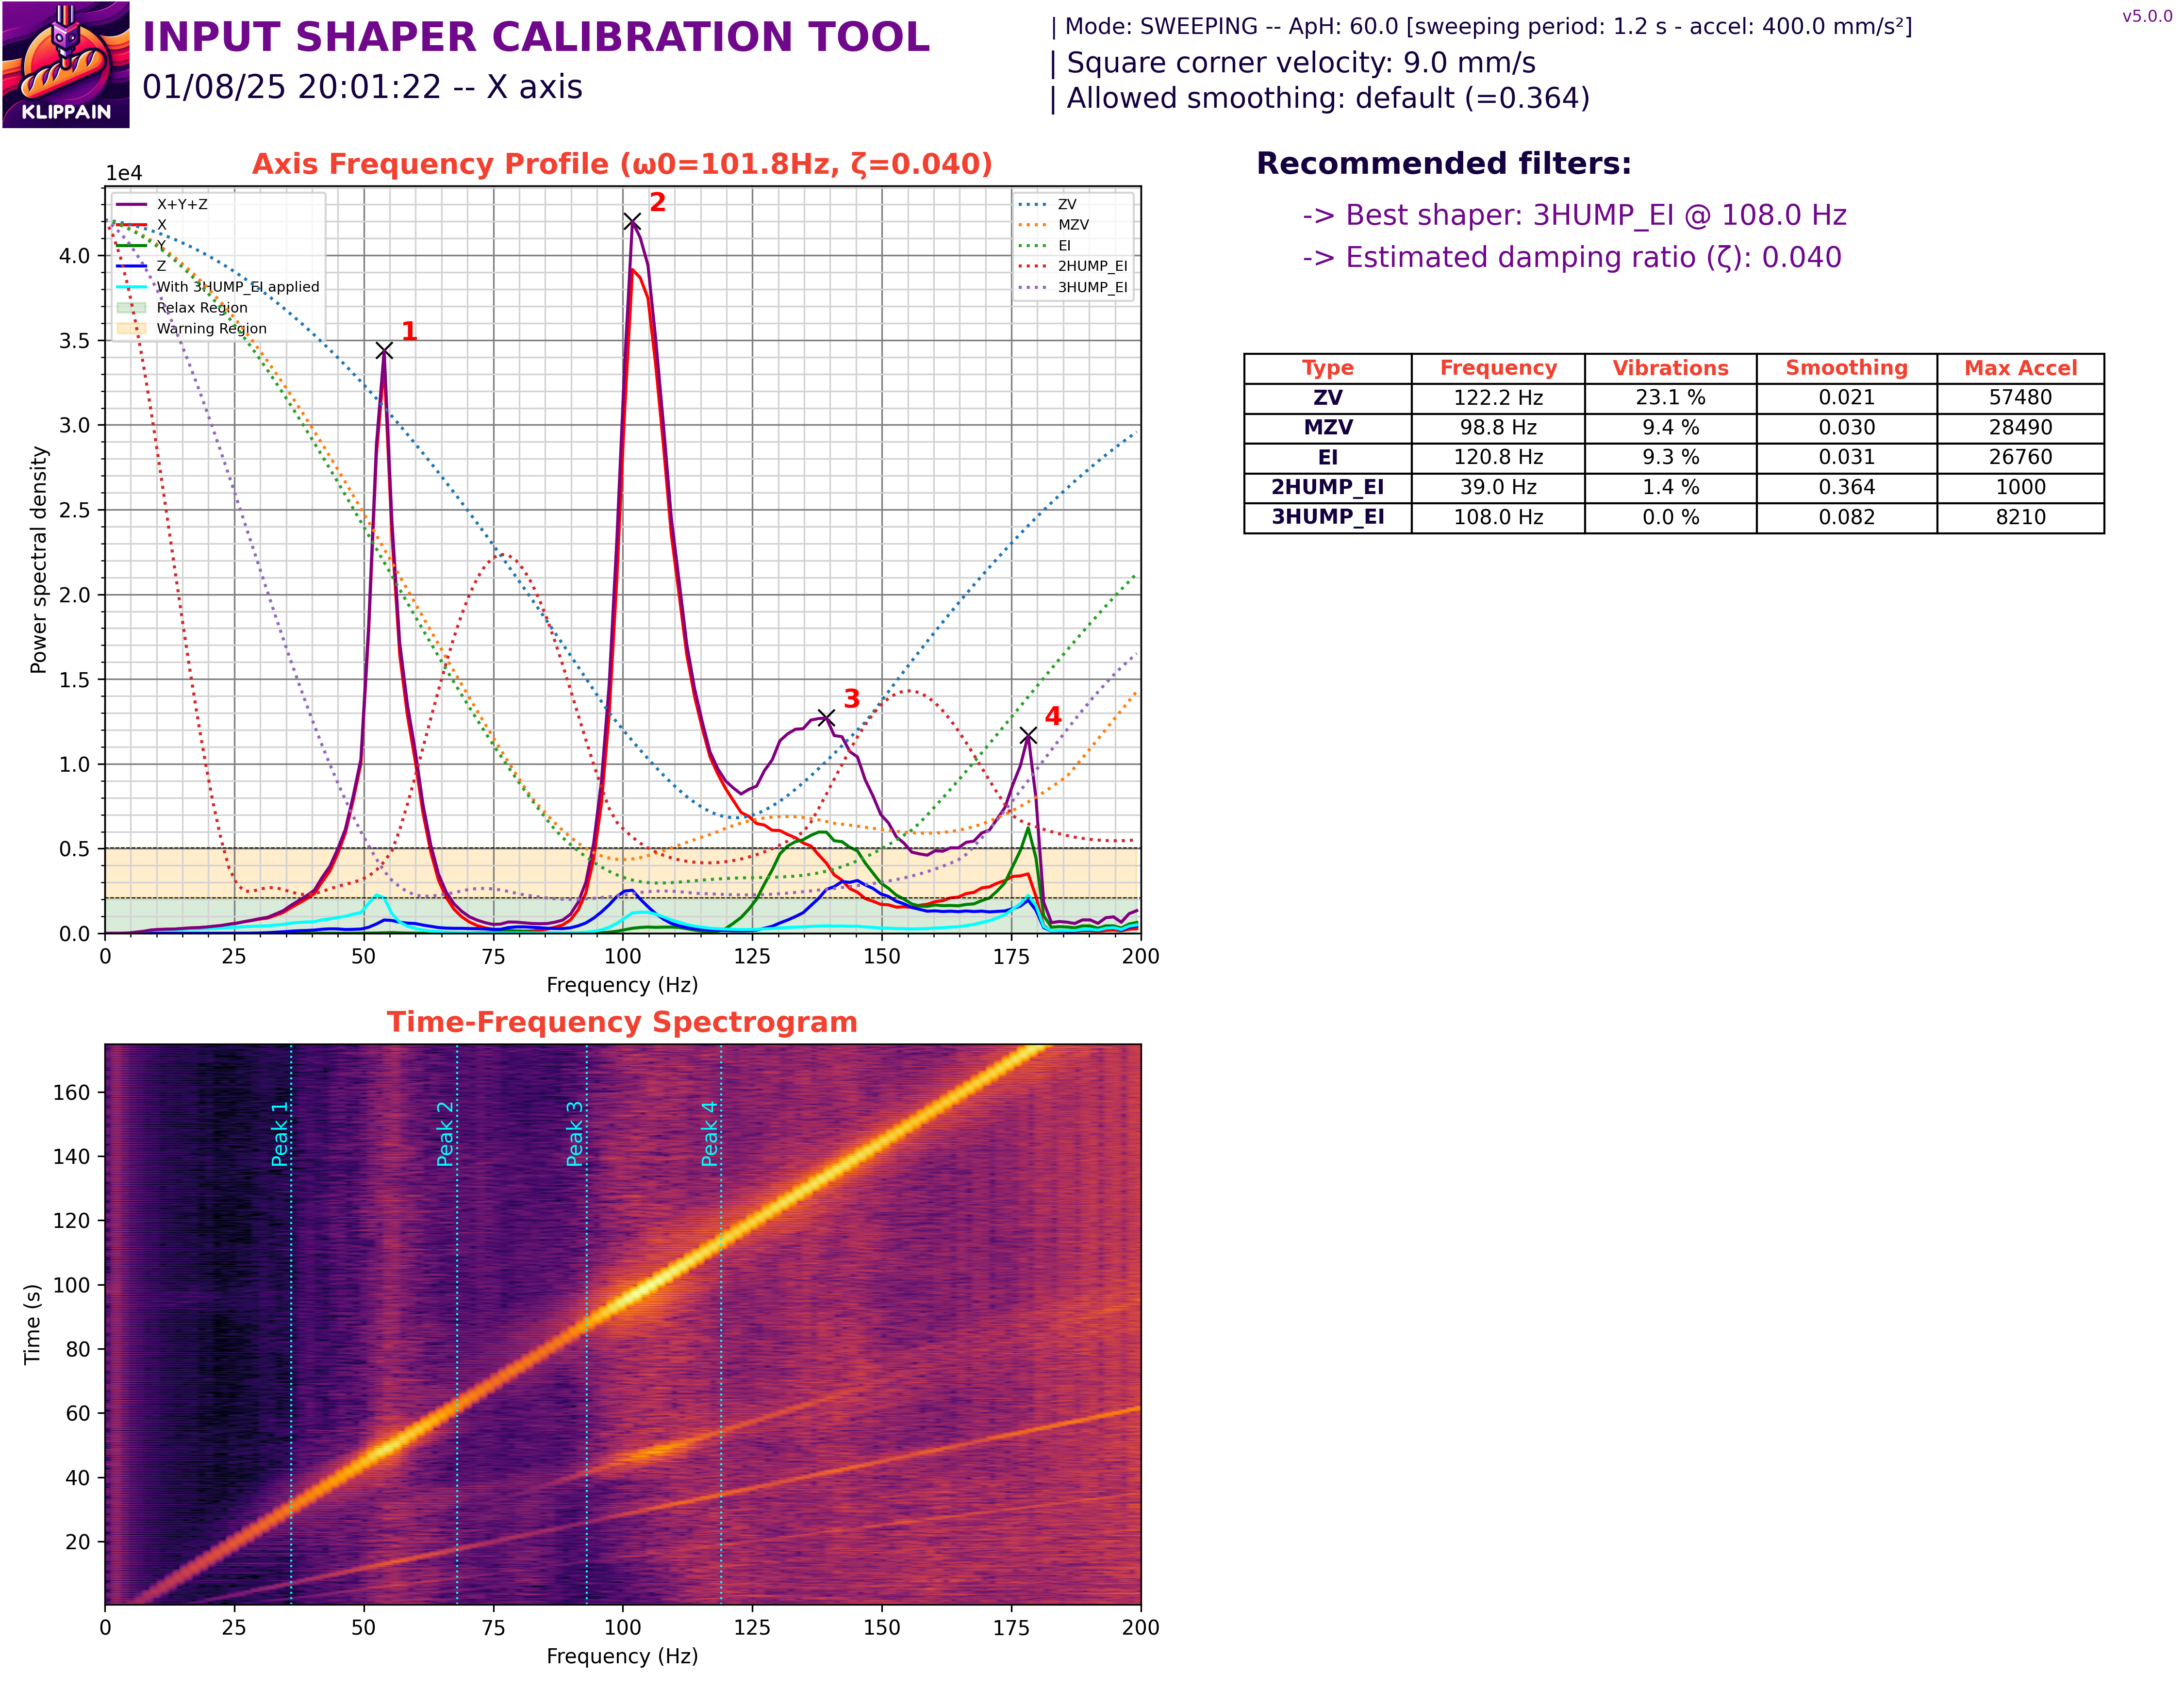 KLIPPAIN
INPUT SHAPER CALIBRATION TOOL
01/08/25 20:01:22 -- X axis
| Mode: SWEEPING -- ApH: 60.0 [sweeping period: 1.2 s - accel: 400.0 mm/s²]
| Square corner velocity: 9.0 mm/s
| Allowed smoothing: default (=0.364)
v5.0.0
Axis Frequency Profile (ω0=101.8Hz, ζ=0.040)
1e4
X+Y+Z
X
Y
Z
With 3HUMP_EI applied
Relax Region
Warning Region
ZV
MZV
EI
2HUMP_EI
3HUMP_EI
1
2
3
4
4.0
3.5
3.0
2.5
2.0
1.5
1.0
0.5
0.0
Power spectral density
0 25 50 75 100 125 150 175 200
Frequency (Hz)
Recommended filters:
-> Best shaper: 3HUMP_EI @ 108.0 Hz
-> Estimated damping ratio (ζ): 0.040
Type Frequency Vibrations Smoothing Max Accel
ZV 122.2 Hz 23.1 % 0.021 57480
MZV 98.8 Hz 9.4 % 0.030 28490
EI 120.8 Hz 9.3 % 0.031 26760
2HUMP_EI 39.0 Hz 1.4 % 0.364 1000
3HUMP_EI 108.0 Hz 0.0 % 0.082 8210
Time-Frequency Spectrogram
Peak 1
Peak 2
Peak 3
Peak 4
160
140
120
100
80
60
40
20
Time (s)
0 25 50 75 100 125 150 175 200
Frequency (Hz)